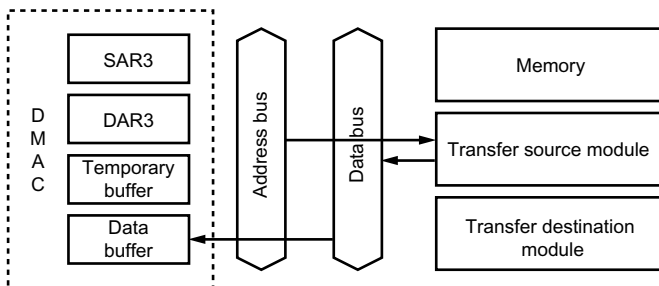 SAR3
DAR3
Temporary
buffer
Data
buffer
D
M
A
C
Address bus
Data bus
Memory
Transfer source module
Transfer destination
module